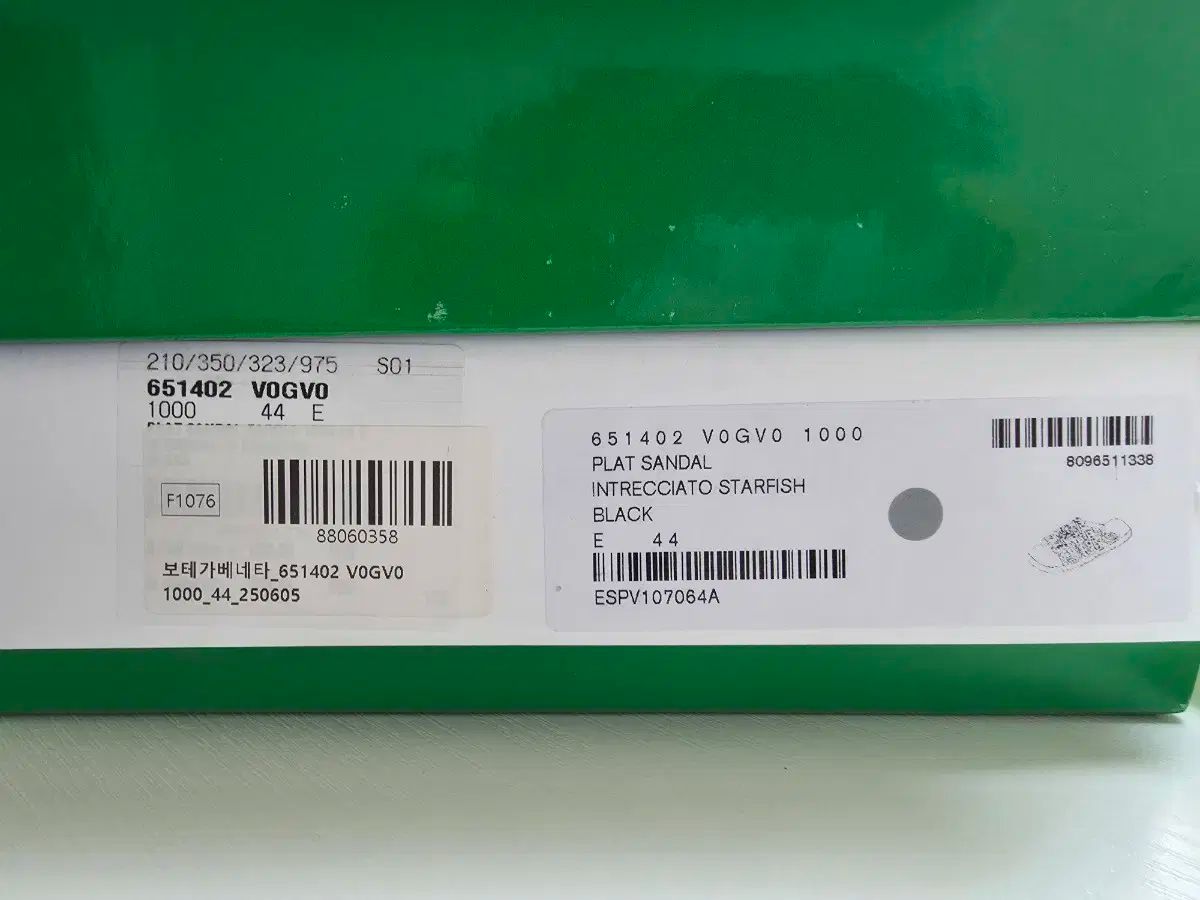 210/350/323/975 S01
651402 V0GV0
1000 44 E
F1076
88060358
보테가베네타_651402 V0GV0
1000_44_250605
651402 V0GV0 1000
PLAT SANDAL
INTRECCIATO STARFISH
BLACK
E 44
ESPV107064A
8096511338